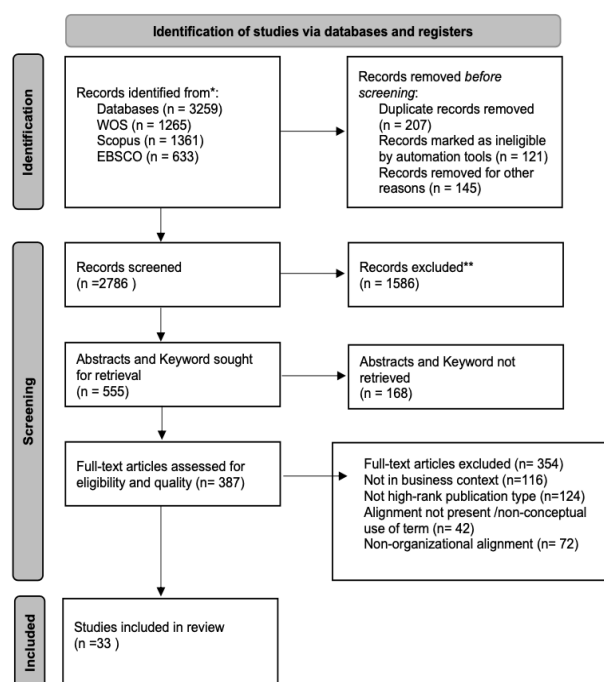 Identification of studies via databases and registers
Identification
Records identified from*:
Databases (n = 3259)
WOS (n = 1265)
Scopus (n = 1361)
EBSCO (n = 633)
Records removed before
screening:
Duplicate records removed
(n = 207)
Records marked as ineligible
by automation tools (n = 121)
Records removed for other
reasons (n = 145)
Screening
Records screened
(n =2786 )
Records excluded**
(n = 1586)
Abstracts and Keyword sought
for retrieval
(n = 555)
Abstracts and Keyword not
retrieved
(n = 168)
Full-text articles assessed for
eligibility and quality (n= 387)
Full-text articles excluded (n= 354)
Not in business context (n=116)
Not high-rank publication type (n=124)
Alignment not present /non-conceptual
use of term (n= 42)
Non-organizational alignment (n= 72)
Included
Studies included in review
(n =33 )